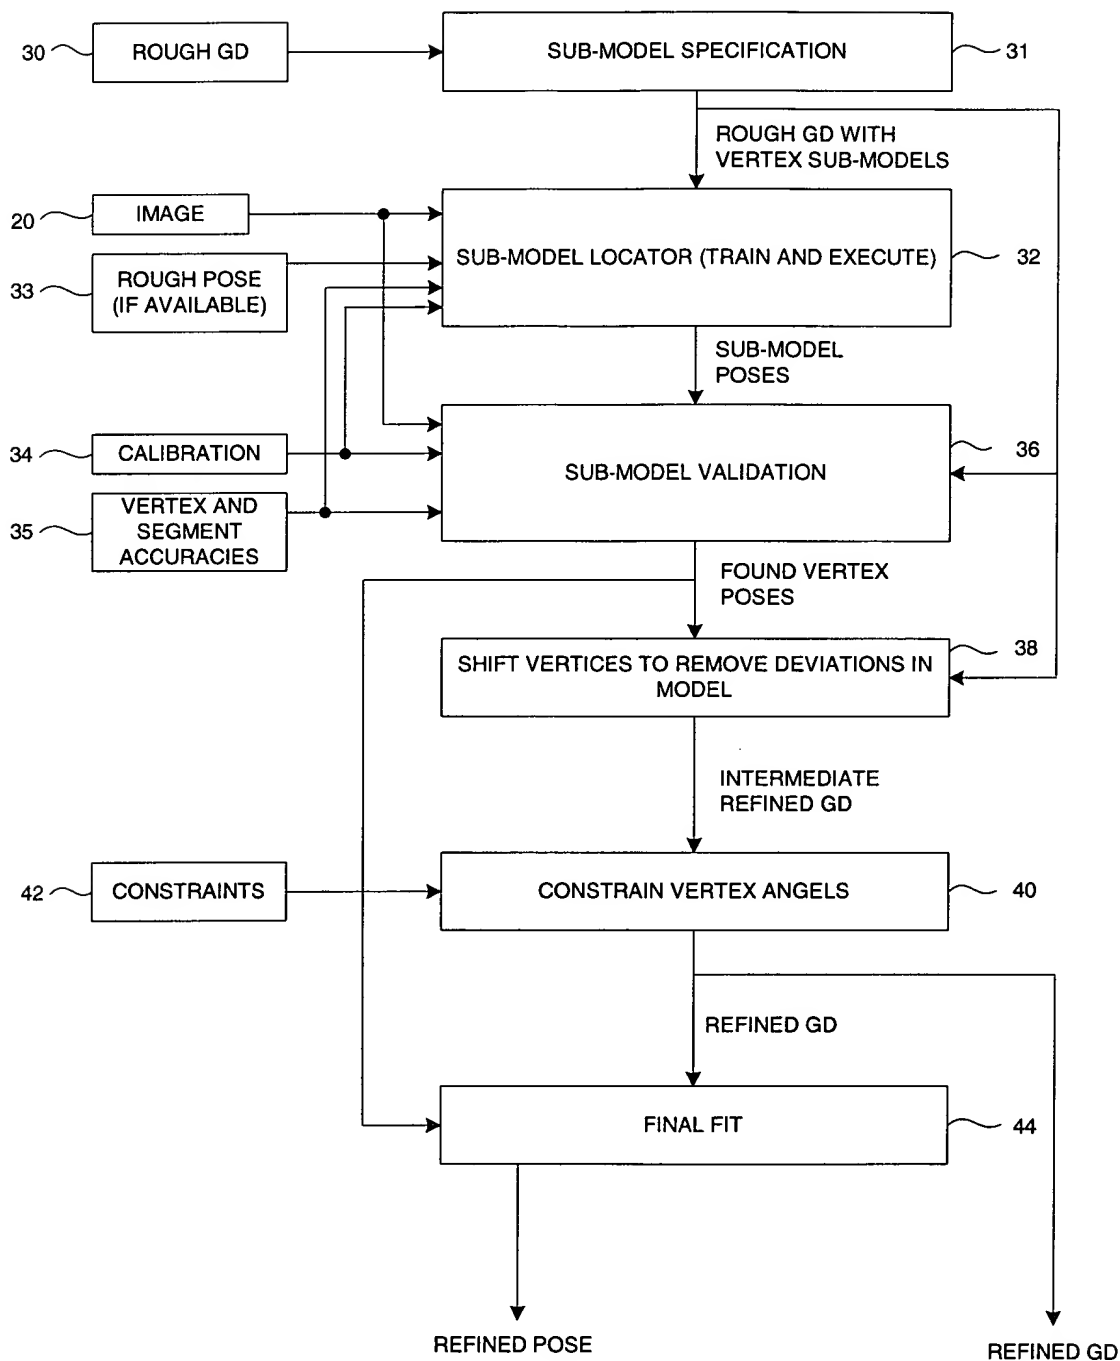 30
ROUGH GD
SUB-MODEL SPECIFICATION
31
ROUGH GD WITH
VERTEX SUB-MODELS
20
IMAGE
33
ROUGH POSE
(IF AVAILABLE)
SUB-MODEL LOCATOR (TRAIN AND EXECUTE)
32
SUB-MODEL
POSES
34
CALIBRATION
35
VERTEX AND
SEGMENT
ACCURACIES
SUB-MODEL VALIDATION
36
FOUND VERTEX
POSES
SHIFT VERTICES TO REMOVE DEVIATIONS IN
MODEL
38
INTERMEDIATE
REFINED GD
42
CONSTRAINTS
CONSTRAIN VERTEX ANGELS
40
REFINED GD
FINAL FIT
44
REFINED POSE
REFINED GD